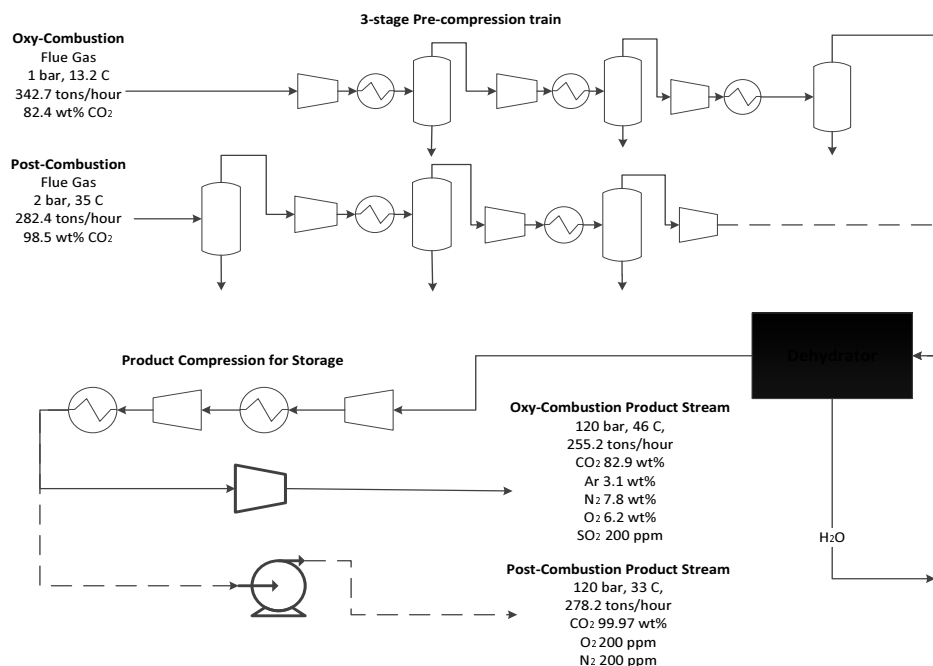 3-stage Pre-compression train
Oxy-Combustion
Flue Gas
1 bar, 13.2 C
342.7 tons/hour
82.4 wt% CO₂
Post-Combustion
Flue Gas
2 bar, 35 C
282.4 tons/hour
98.5 wt% CO₂
Dehydrator
Product Compression for Storage
Oxy-Combustion Product Stream
120 bar, 46 C,
255.2 tons/hour
CO₂ 82.9 wt%
Ar 3.1 wt%
N₂ 7.8 wt%
O₂ 6.2 wt%
SO₂ 200 ppm
H₂O
Post-Combustion Product Stream
120 bar, 33 C,
278.2 tons/hour
CO₂ 99.97 wt%
O₂ 200 ppm
N₂ 200 ppm